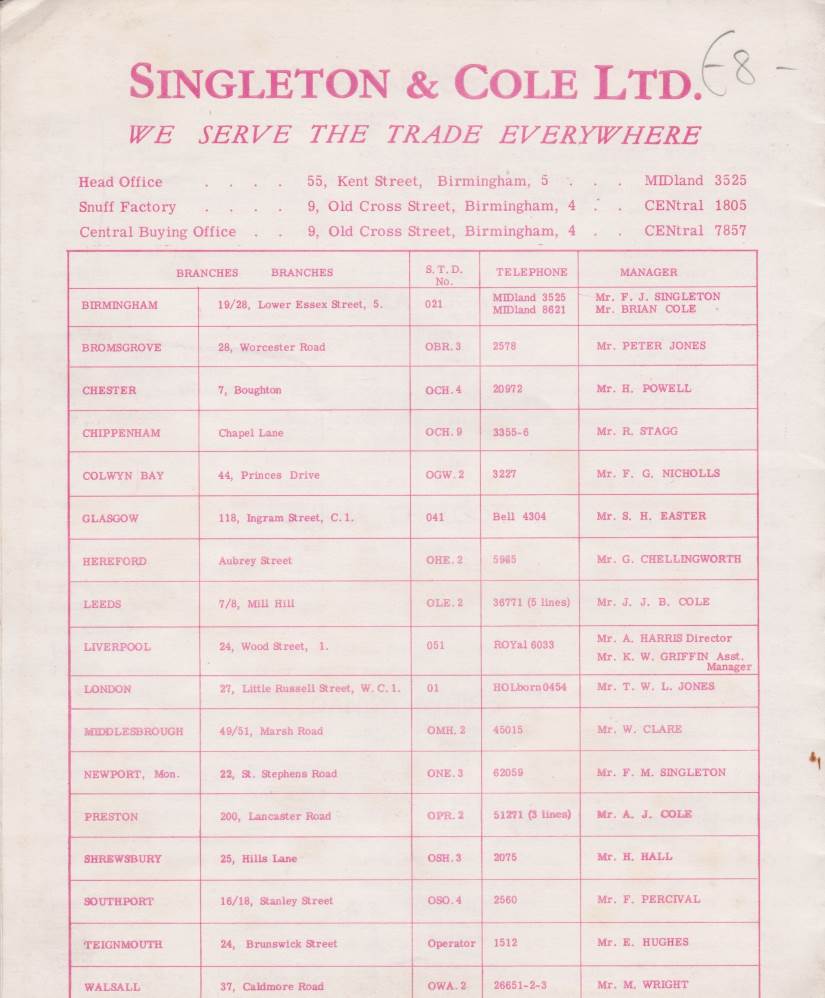 SINGLETON & COLE LTD.
8 -
WE SERVE THE TRADE EVERYWHERE
Head Office . . . . 55, Kent Street, Birmingham, 5 . . . MIDland 3525
Snuff Factory . . . . 9, Old Cross Street, Birmingham, 4 . . CENtral 1805
Central Buying Office . . 9, Old Cross Street, Birmingham, 4 . . CENtral 7857
BRANCHES BRANCHES S.T.D. No. TELEPHONE MANAGER
BIRMINGHAM 19/28, Lower Essex Street, 5. 021 MIDland 3525 Mr. F. J. SINGLETON
MIDland 8621 Mr. BRIAN COLE
BROMSGROVE 28, Worcester Road OBR.3 2578 Mr. PETER JONES
CHESTER 7, Boughton OCH.4 20972 Mr. H. POWELL
CHIPPENHAM Chapel Lane OCH.9 3355-6 Mr. R. STAGG
COLWYN BAY 44, Princes Drive OGW.2 3227 Mr. F. G. NICHOLLS
GLASGOW 118, Ingram Street, C.1. 041 Bell 4304 Mr. S. H. EASTER
HEREFORD Aubrey Street OHE.2 5965 Mr. G. CHELLINGWORTH
LEEDS 7/8, Mill Hill OLE.2 36771 (5 lines) Mr. J. J. B. COLE
LIVERPOOL 24, Wood Street, 1. 051 ROYal 6033 Mr. A. HARRIS Director
Mr. K. W. GRIFFIN Asst.
Manager
LONDON 27, Little Russell Street, W.C.1. 01 HOLborn 0454 Mr. T. W. L. JONES
MIDDLESBROUGH 49/51, Marsh Road OMH.2 45015 Mr. W. CLARE
NEWPORT, Mon. 22, St. Stephens Road ONE.3 62059 Mr. F. M. SINGLETON
PRESTON 200, Lancaster Road OPR.2 51271 (3 lines) Mr. A. J. COLE
SHREWSBURY 25, Hills Lane OSH.3 2075 Mr. H. HALL
SOUTHPORT 16/18, Stanley Street OSO.4 2560 Mr. F. PERCIVAL
TEIGNMOUTH 24, Brunswick Street Operator 1512 Mr. E. HUGHES
WALSALL 37, Caldmore Road OWA.2 26651-2-3 Mr. M. WRIGHT